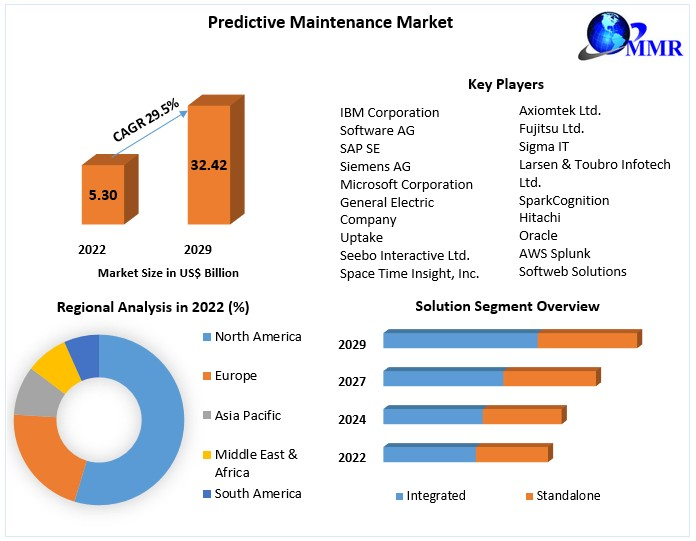 Predictive Maintenance Market
MMR
CAGR 29.5%
5.30
32.42
2022
2029
Market Size in US$ Billion
Key Players
IBM Corporation
Software AG
SAP SE
Siemens AG
Microsoft Corporation
General Electric
Company
Uptake
Seebo Interactive Ltd.
Space Time Insight, Inc.
Axiomtek Ltd.
Fujitsu Ltd.
Sigma IT
Larsen & Toubro Infotech
Ltd.
SparkCognition
Hitachi
Oracle
AWS Splunk
Softweb Solutions
Regional Analysis in 2022 (%)
North America
Europe
Asia Pacific
Middle East &
Africa
South America
Solution Segment Overview
2029
2027
2024
2022
Integrated
Standalone